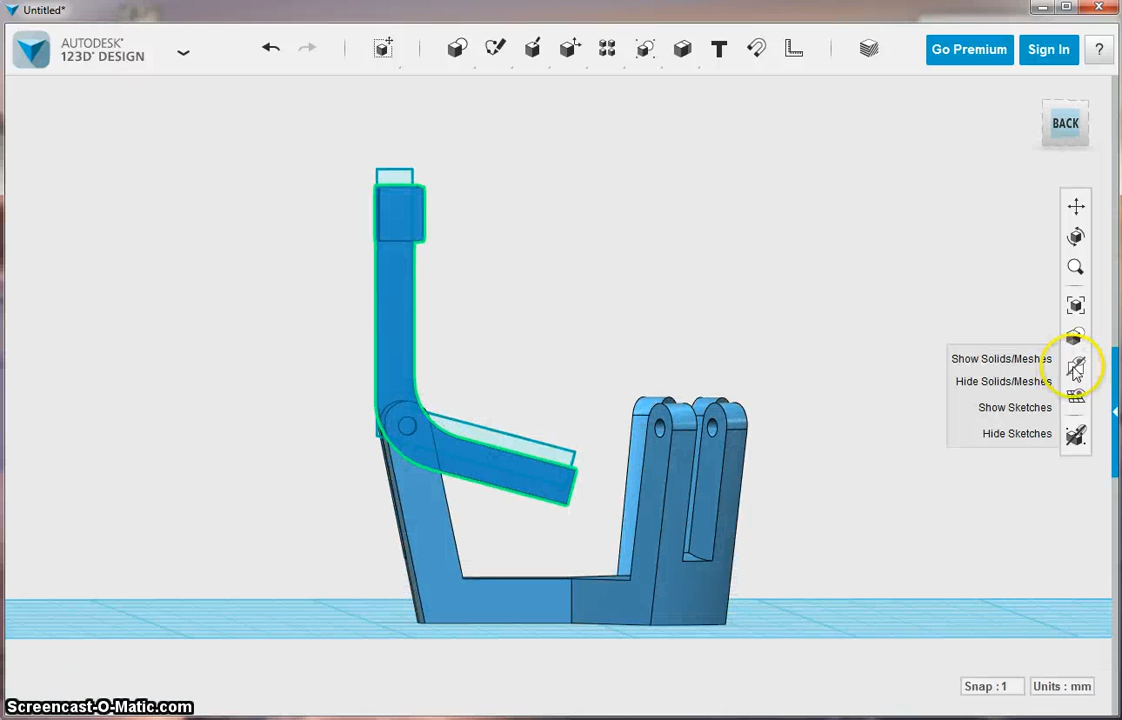 Untitled*
AUTODESK®
123D® DESIGN
T
Go Premium
Sign In
?
BACK
Show Solids/Meshes
Hide Solids/Meshes
Show Sketches
Hide Sketches
Snap : 1
Units : mm
Screencast-O-Matic.com